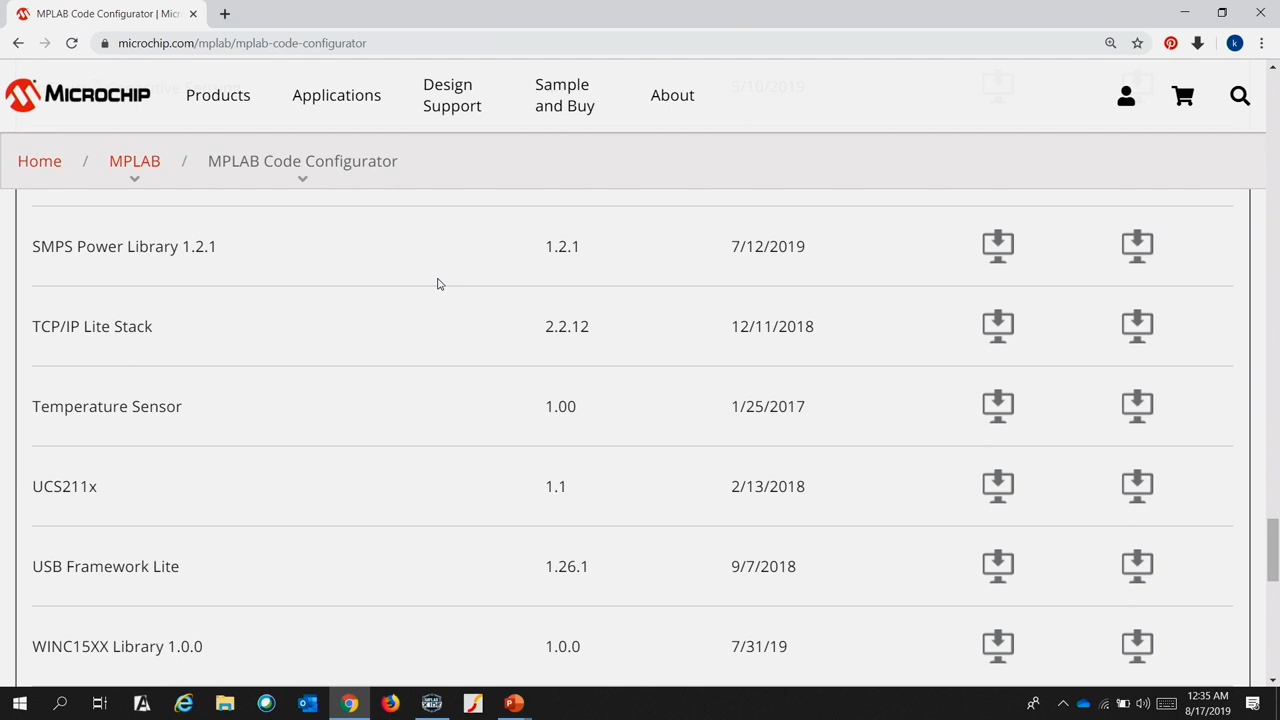 MPLAB Code Configurator | Micr
microchip.com/mplab/mplab-code-configurator
k
MICROCHIP
Products
Applications
Design
Support
Sample
and Buy
About
5/10/2019
Home / MPLAB / MPLAB Code Configurator
SMPS Power Library 1.2.1 1.2.1 7/12/2019
TCP/IP Lite Stack 2.2.12 12/11/2018
Temperature Sensor 1.00 1/25/2017
UCS211x 1.1 2/13/2018
USB Framework Lite 1.26.1 9/7/2018
WINC15XX Library 1.0.0 1.0.0 7/31/19
12:35 AM
8/17/2019